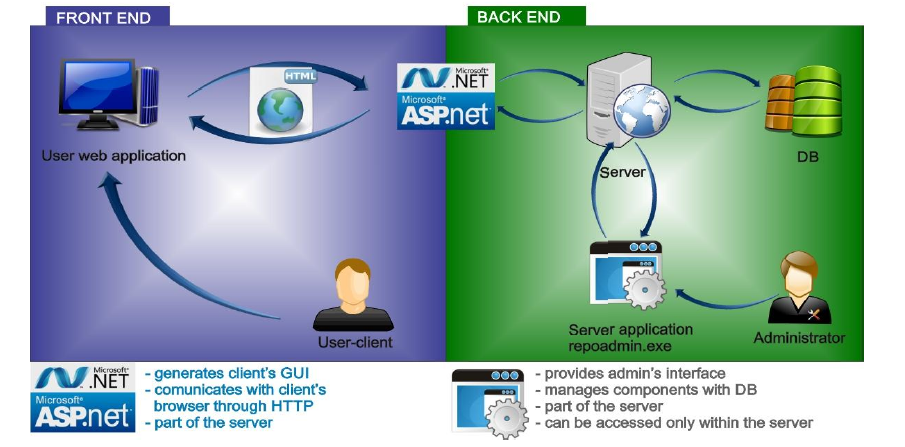 FRONT END
BACK END
HTML
Microsoft®
.NET
Microsoft®
ASP.net
User web application
Server
DB
User-client
Server application
repoadmin.exe
Administrator
Microsoft®
.NET
Microsoft®
ASP.net
- generates client's GUI
- comunicates with client's
browser through HTTP
- part of the server
- provides admin's interface
- manages components with DB
- part of the server
- can be accessed only within the server